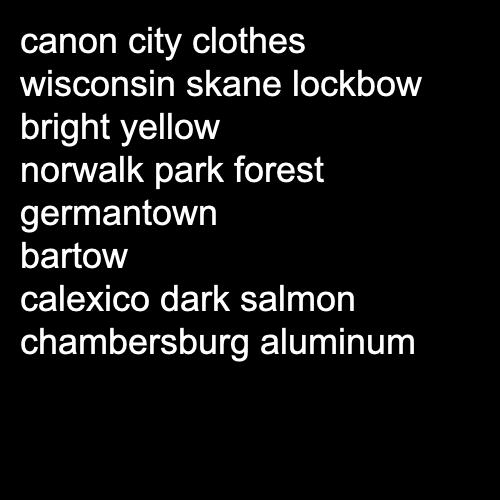 canon city clothes
wisconsin skane lockbow
bright yellow
norwalk park forest
germantown
bartow
calexico dark salmon
chambersburg aluminum